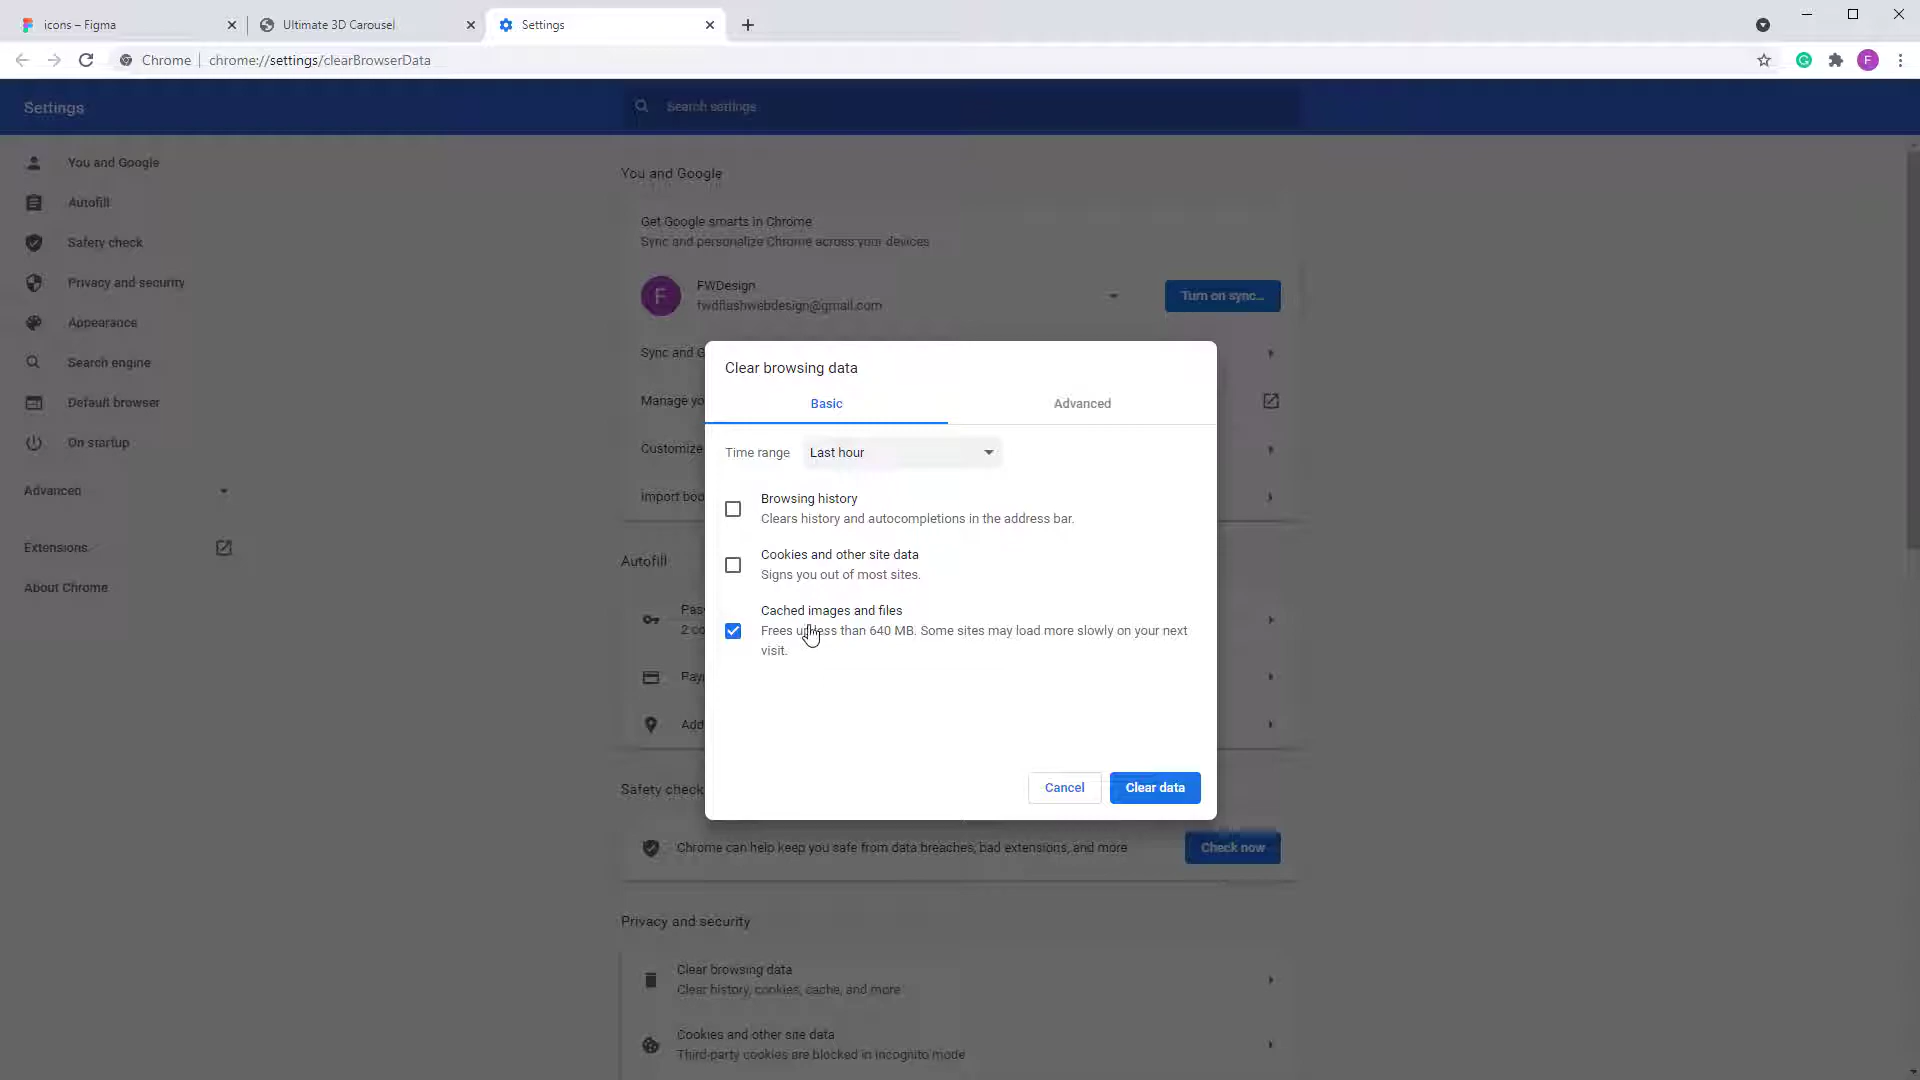 icons – Figma
Ultimate 3D Carousel
Settings
Chrome
chrome://settings/clearBrowserData
F
Settings
Search settings
You and Google
Autofill
Safety check
Privacy and security
Appearance
Search engine
Default browser
On startup
Advanced
Extensions
About Chrome
You and Google
Get Google smarts in Chrome
Sync and personalize Chrome across your devices
F
FWDesign
fwdflashwebdesign@gmail.com
Turn on sync...
Sync and G
Manage yo
Customize
Import boo
Autofill
Pas
2 co
Pay
Add
Safety check
Chrome can help keep you safe from data breaches, bad extensions, and more
Check now
Privacy and security
Clear browsing data
Clear history, cookies, cache, and more
Cookies and other site data
Third-party cookies are blocked in Incognito mode
Clear browsing data
Basic
Advanced
Time range
Last hour
Browsing history
Clears history and autocompletions in the address bar.
Cookies and other site data
Signs you out of most sites.
Cached images and files
Frees less than 640 MB. Some sites may load more slowly on your next
visit.
Cancel
Clear data